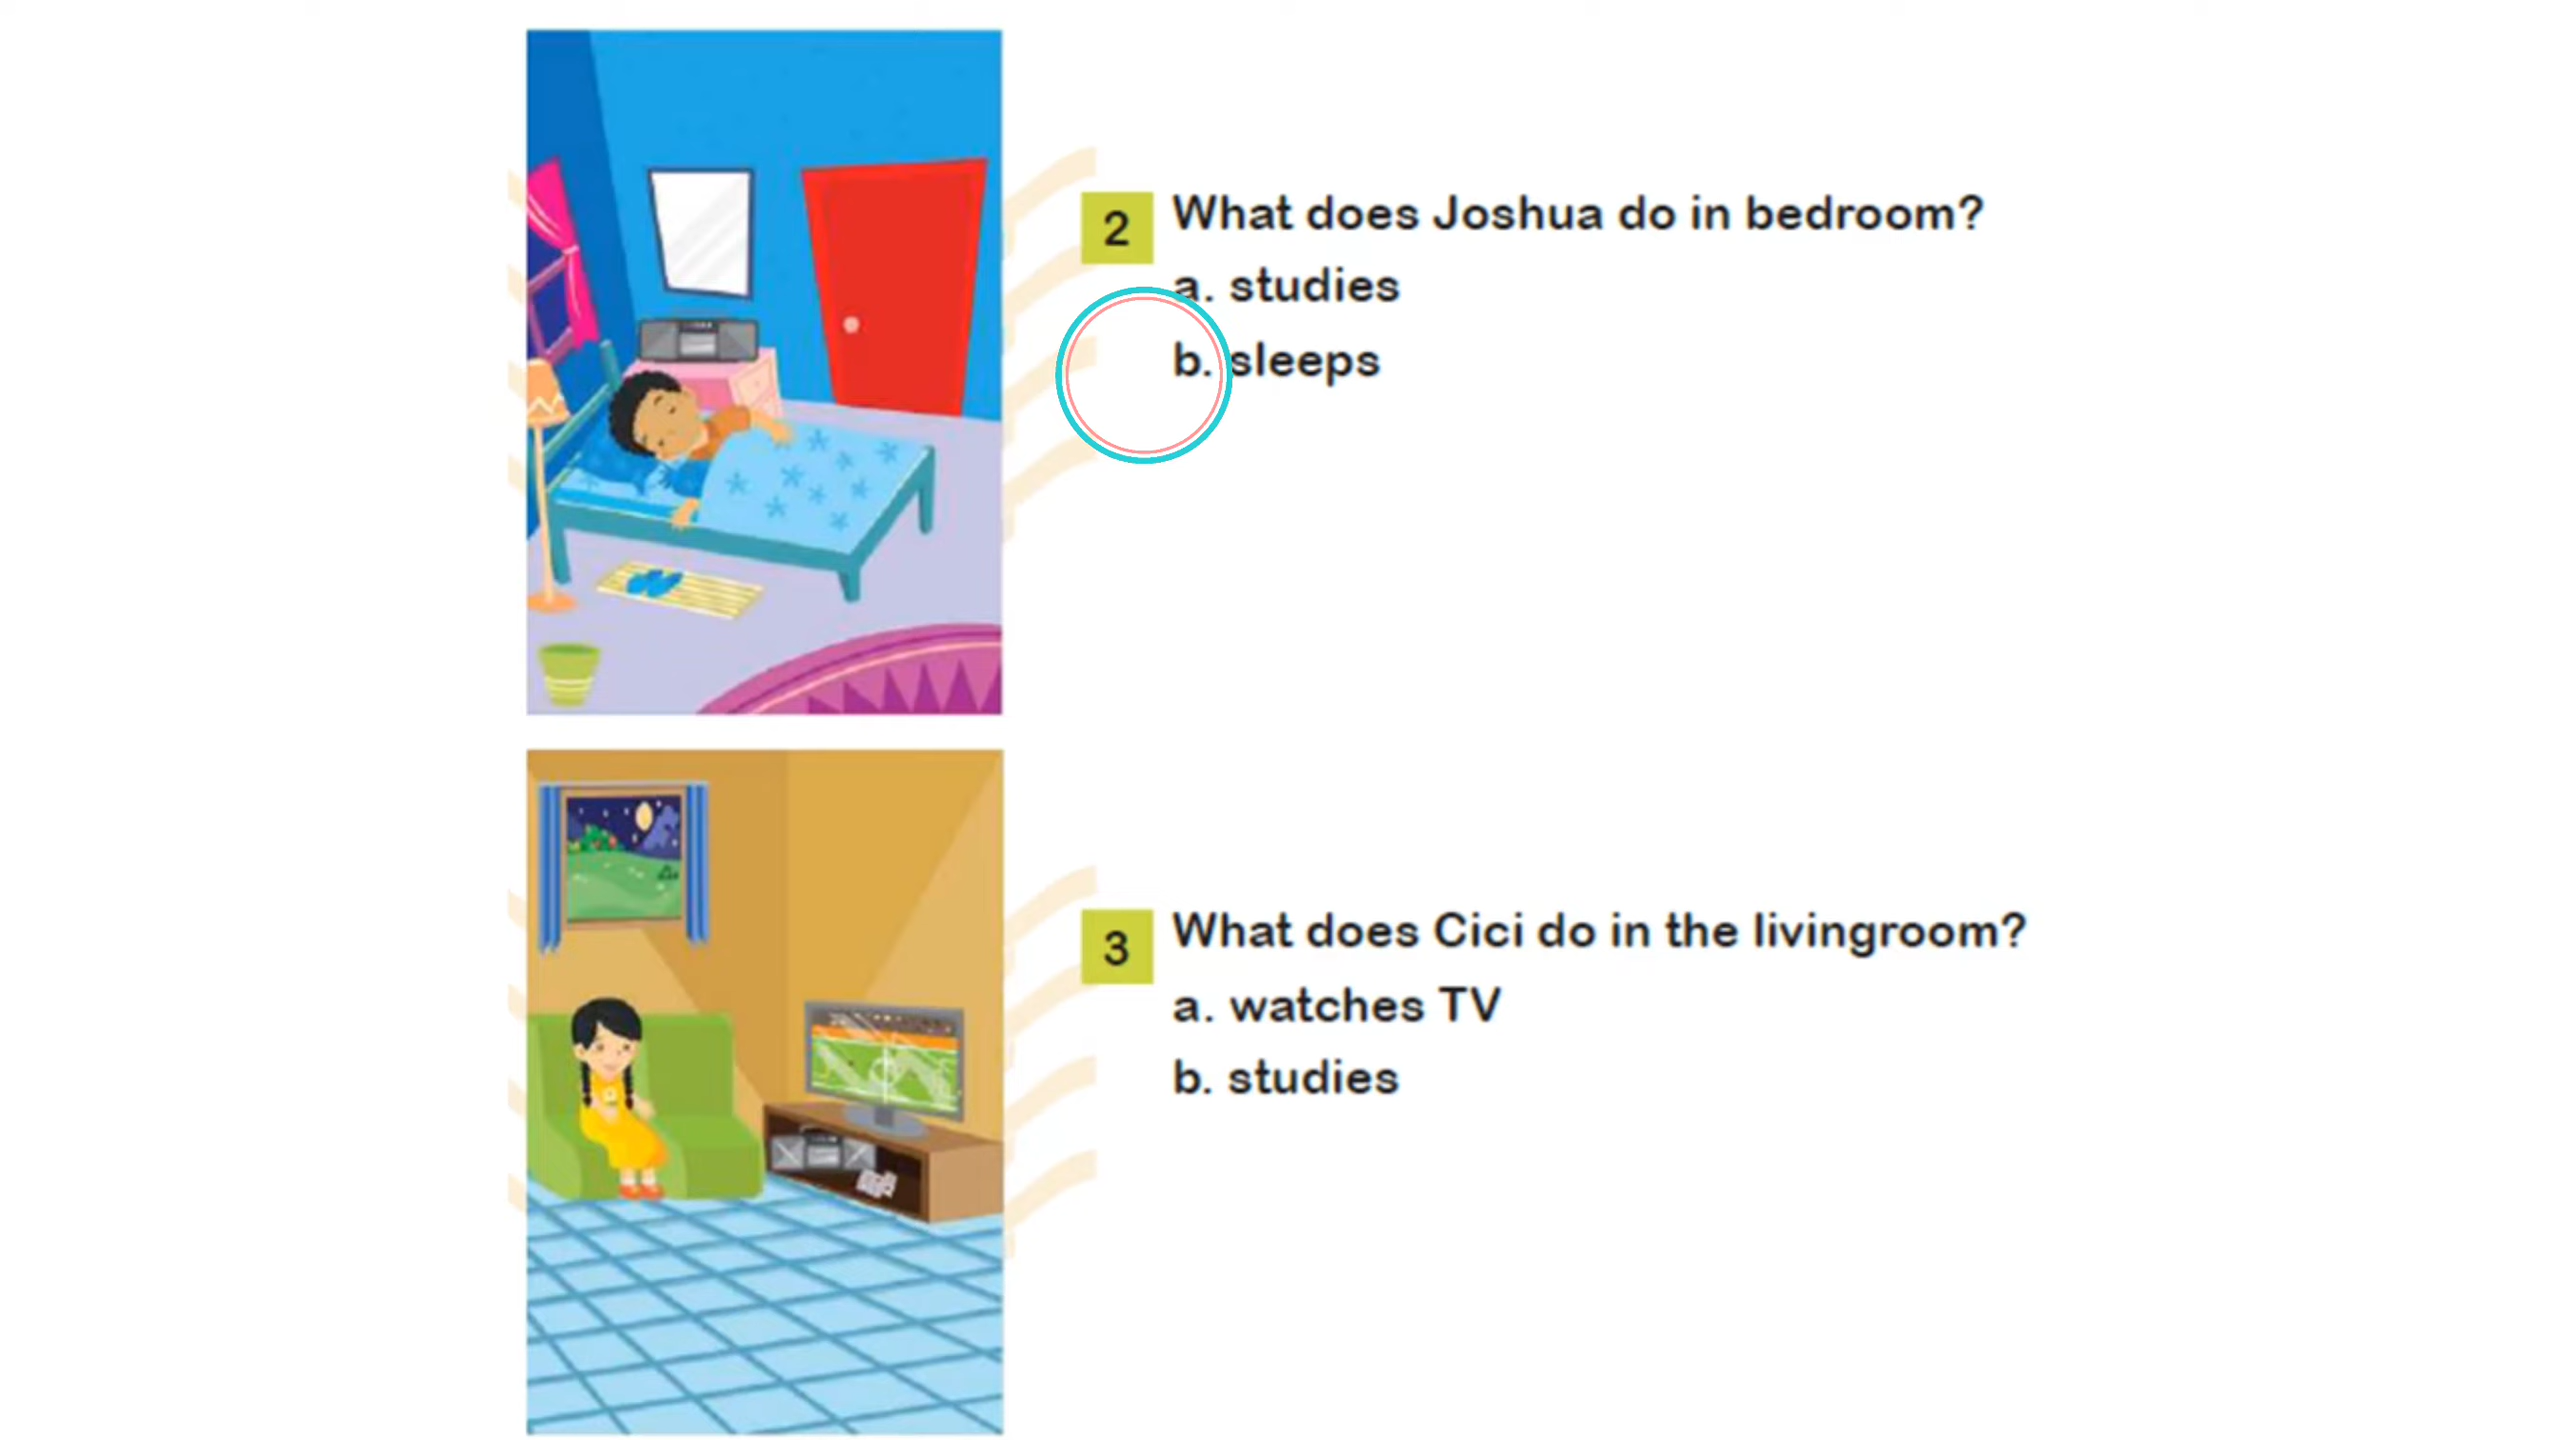 2 What does Joshua do in bedroom?
a. studies
b. sleeps
3 What does Cici do in the livingroom?
a. watches TV
b. studies